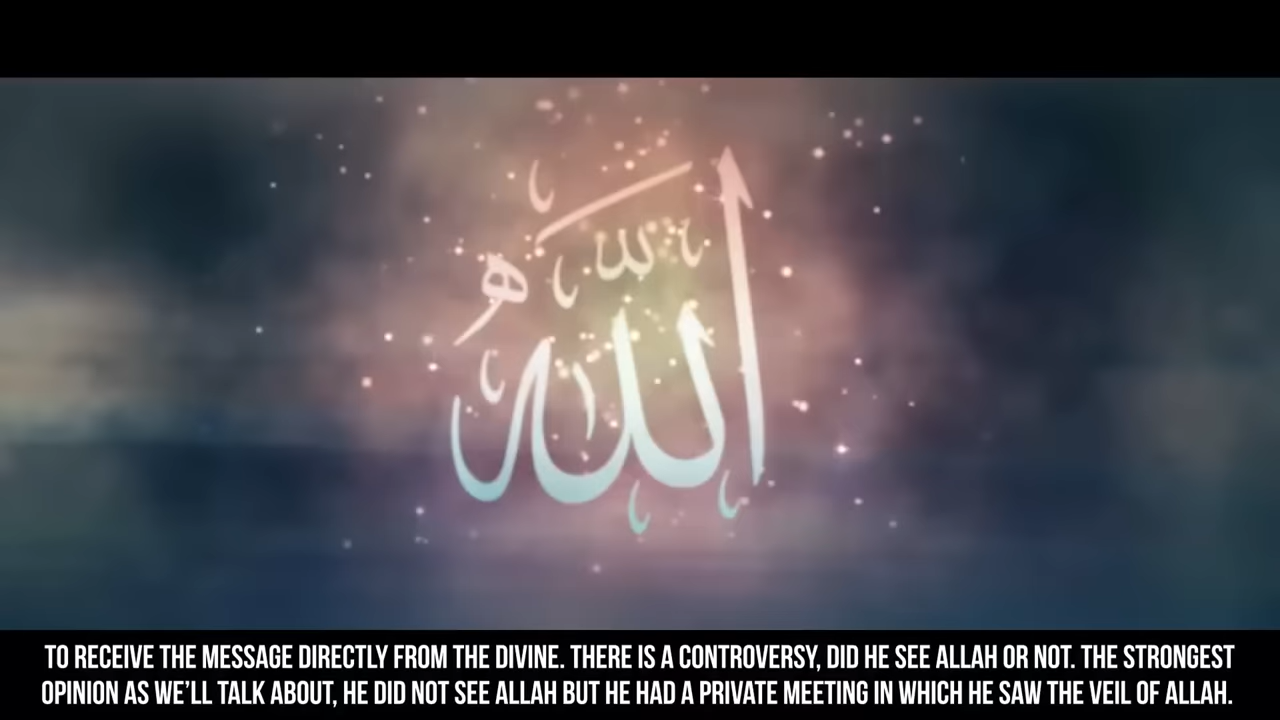 الله
TO RECEIVE THE MESSAGE DIRECTLY FROM THE DIVINE. THERE IS A CONTROVERSY, DID HE SEE ALLAH OR NOT. THE STRONGEST
OPINION AS WE'LL TALK ABOUT, HE DID NOT SEE ALLAH BUT HE HAD A PRIVATE MEETING IN WHICH HE SAW THE VEIL OF ALLAH.